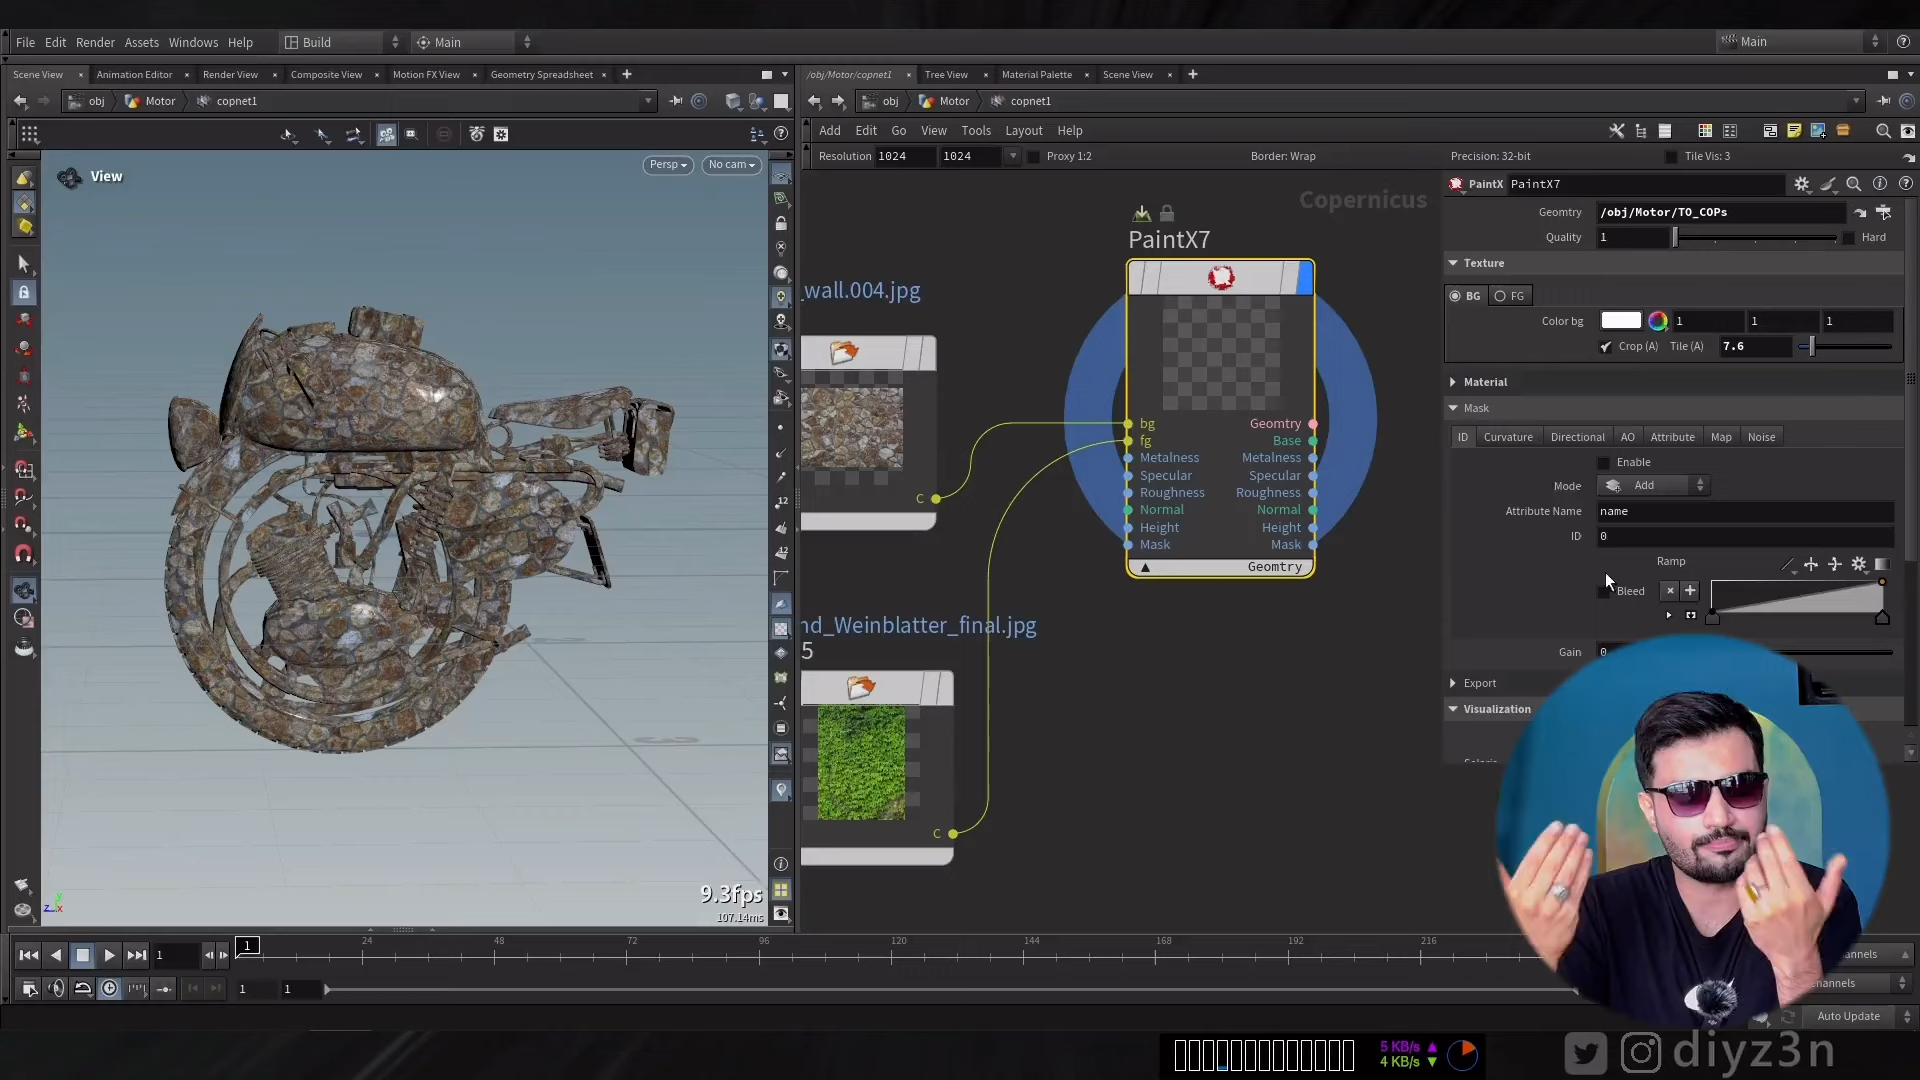 File Edit Render Assets Windows Help Build Main Main
Scene View Animation Editor Render View Composite View Motion FX View Geometry Spreadsheet
/obj/Motor/copnet1 Tree View Material Palette Scene View
obj Motor copnet1
obj Motor copnet1
Add Edit Go View Tools Layout Help
Resolution 1024 1024 Proxy 1:2 Border: Wrap Precision: 32-bit Tile Vis: 3
View
Persp No cam
Copernicus
PaintX7
_wall.004.jpg
bg
fg
Metalness
Specular
Roughness
Normal
Height
Mask
Geomtry
Base
Metalness
Specular
Roughness
Normal
Height
Mask
Geomtry
C
nd_Weinblatter_final.jpg
5
C
PaintX PaintX7
Geomtry /obj/Motor/TO_COPs
Quality 1 Hard
Texture
BG FG
Color bg 1 1 1
Crop (A) Tile (A) 7.6
Material
Mask
ID Curvature Directional AO Attribute Map Noise
Enable
Mode Add
Attribute Name name
ID 0
Ramp
Bleed
Gain 0
Export
Visualization
9.3fps
107.14ms
z x y
1 24 48 72 96 120 144 168 192 216
1
1 1
Auto Update
5 KB/s
4 KB/s
diyz3n